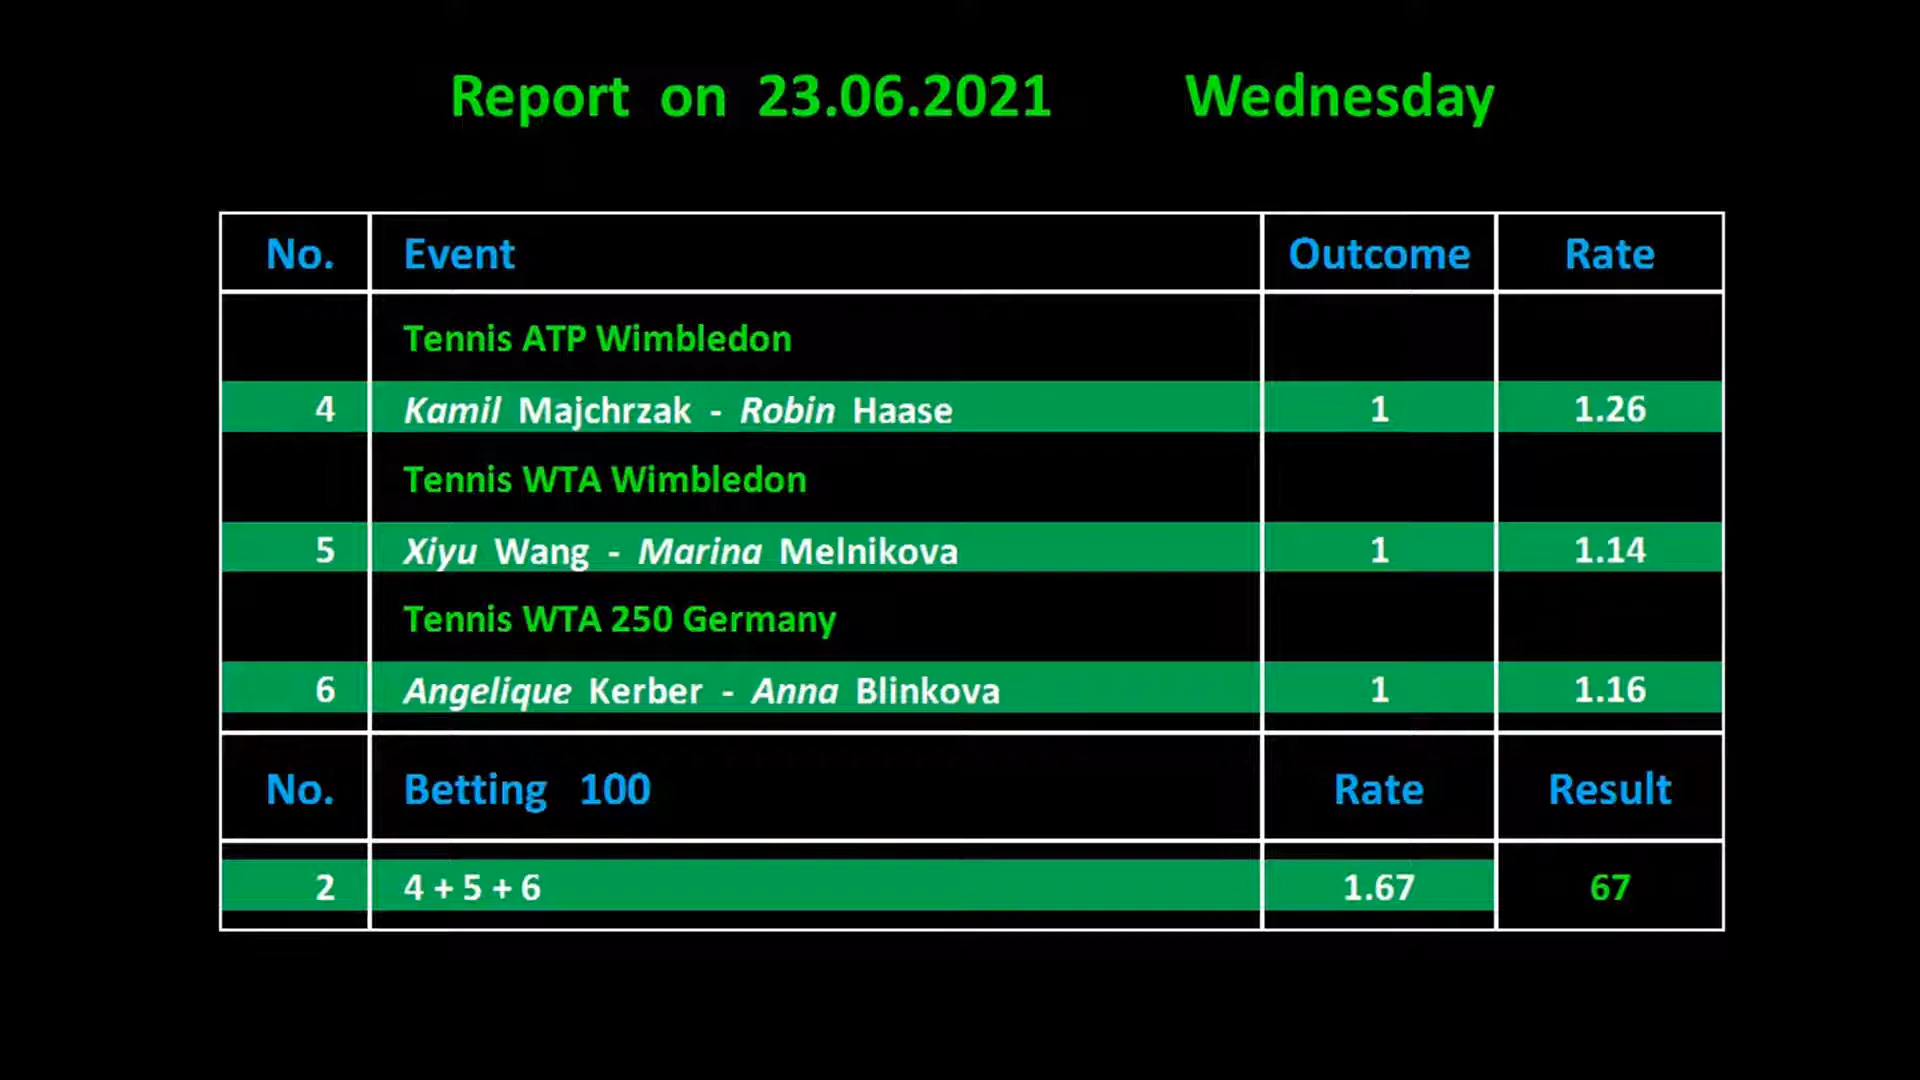 Report on 23.06.2021 Wednesday
No. Event Outcome Rate
Tennis ATP Wimbledon
4 Kamil Majchrzak - Robin Haase 1 1.26
Tennis WTA Wimbledon
5 Xiyu Wang - Marina Melnikova 1 1.14
Tennis WTA 250 Germany
6 Angelique Kerber - Anna Blinkova 1 1.16
No. Betting 100 Rate Result
2 4 + 5 + 6 1.67 67